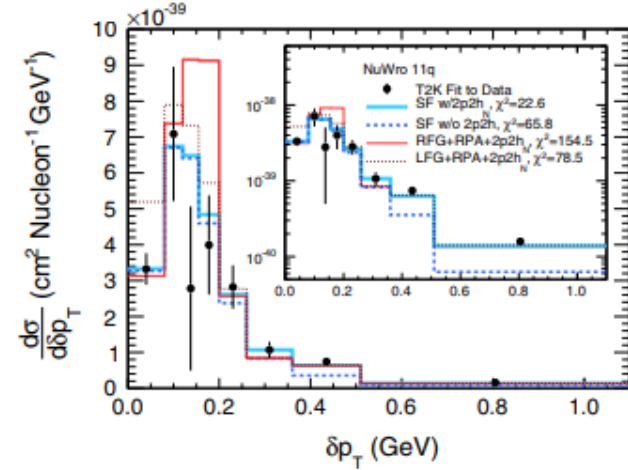 ×10⁻³⁹
10
9
8
7
6
5
4
3
2
1
0
dσ/dδp_T (cm² Nucleon⁻¹ GeV⁻¹)
NuWro 11q
T2K Fit to Data
SF w/2p2h_N, χ²=22.6
SF w/o 2p2h, χ²=65.8
RFG+RPA+2p2h_N, χ²=154.5
LFG+RPA+2p2h_N, χ²=78.5
10⁻³⁸
10⁻³⁹
10⁻⁴⁰
0.0 0.2 0.4 0.6 0.8 1.0
0.0 0.2 0.4 0.6 0.8 1.0
δp_T (GeV)